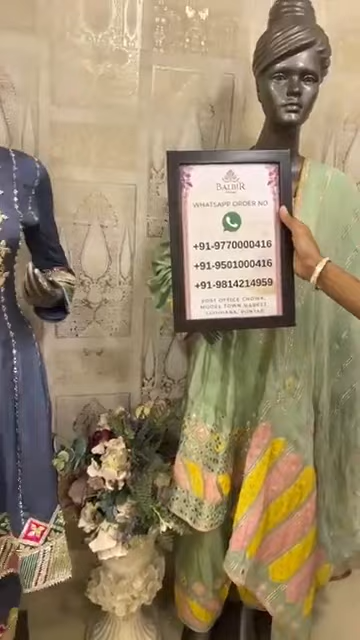 BALBIR
WHATSAPP ORDER NO
+91-9770000416
+91-9501000416
+91-9814214959
POST OFFICE CHOWK,
MODEL TOWN MARKET
LUDHIANA, PUNJAB